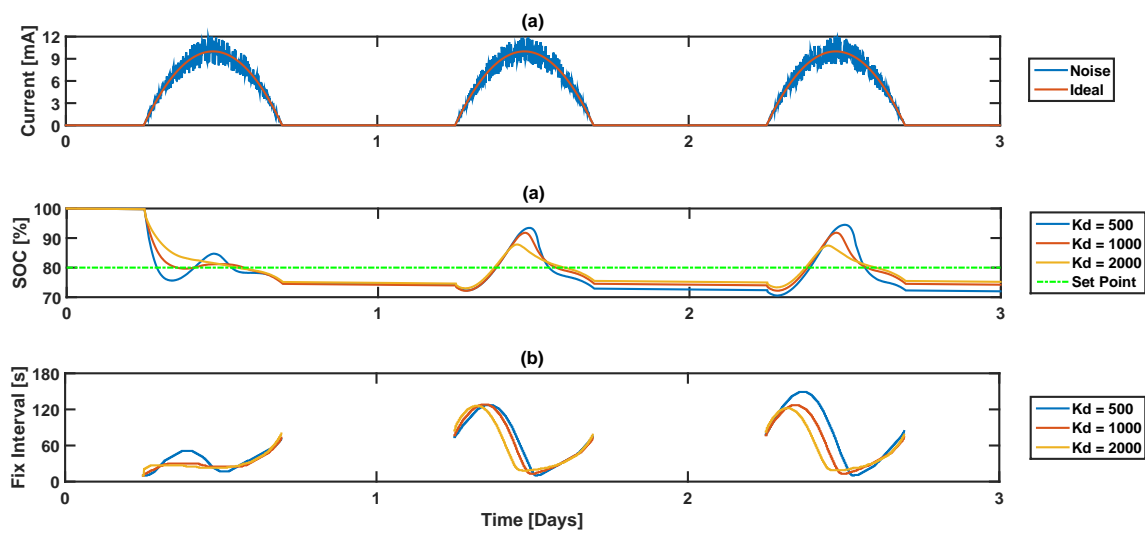 (a)
Current [mA]
12
9
6
3
0
0
1
2
3
Noise
Ideal
(a)
SOC [%]
100
90
80
70
0
1
2
3
Kd = 500
Kd = 1000
Kd = 2000
Set Point
(b)
Fix Interval [s]
180
120
60
0
0
1
2
3
Kd = 500
Kd = 1000
Kd = 2000
Time [Days]